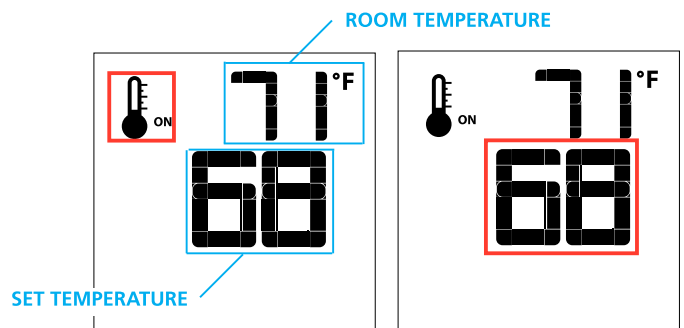 ROOM TEMPERATURE
71°F
ON
68
71°F
ON
68
SET TEMPERATURE